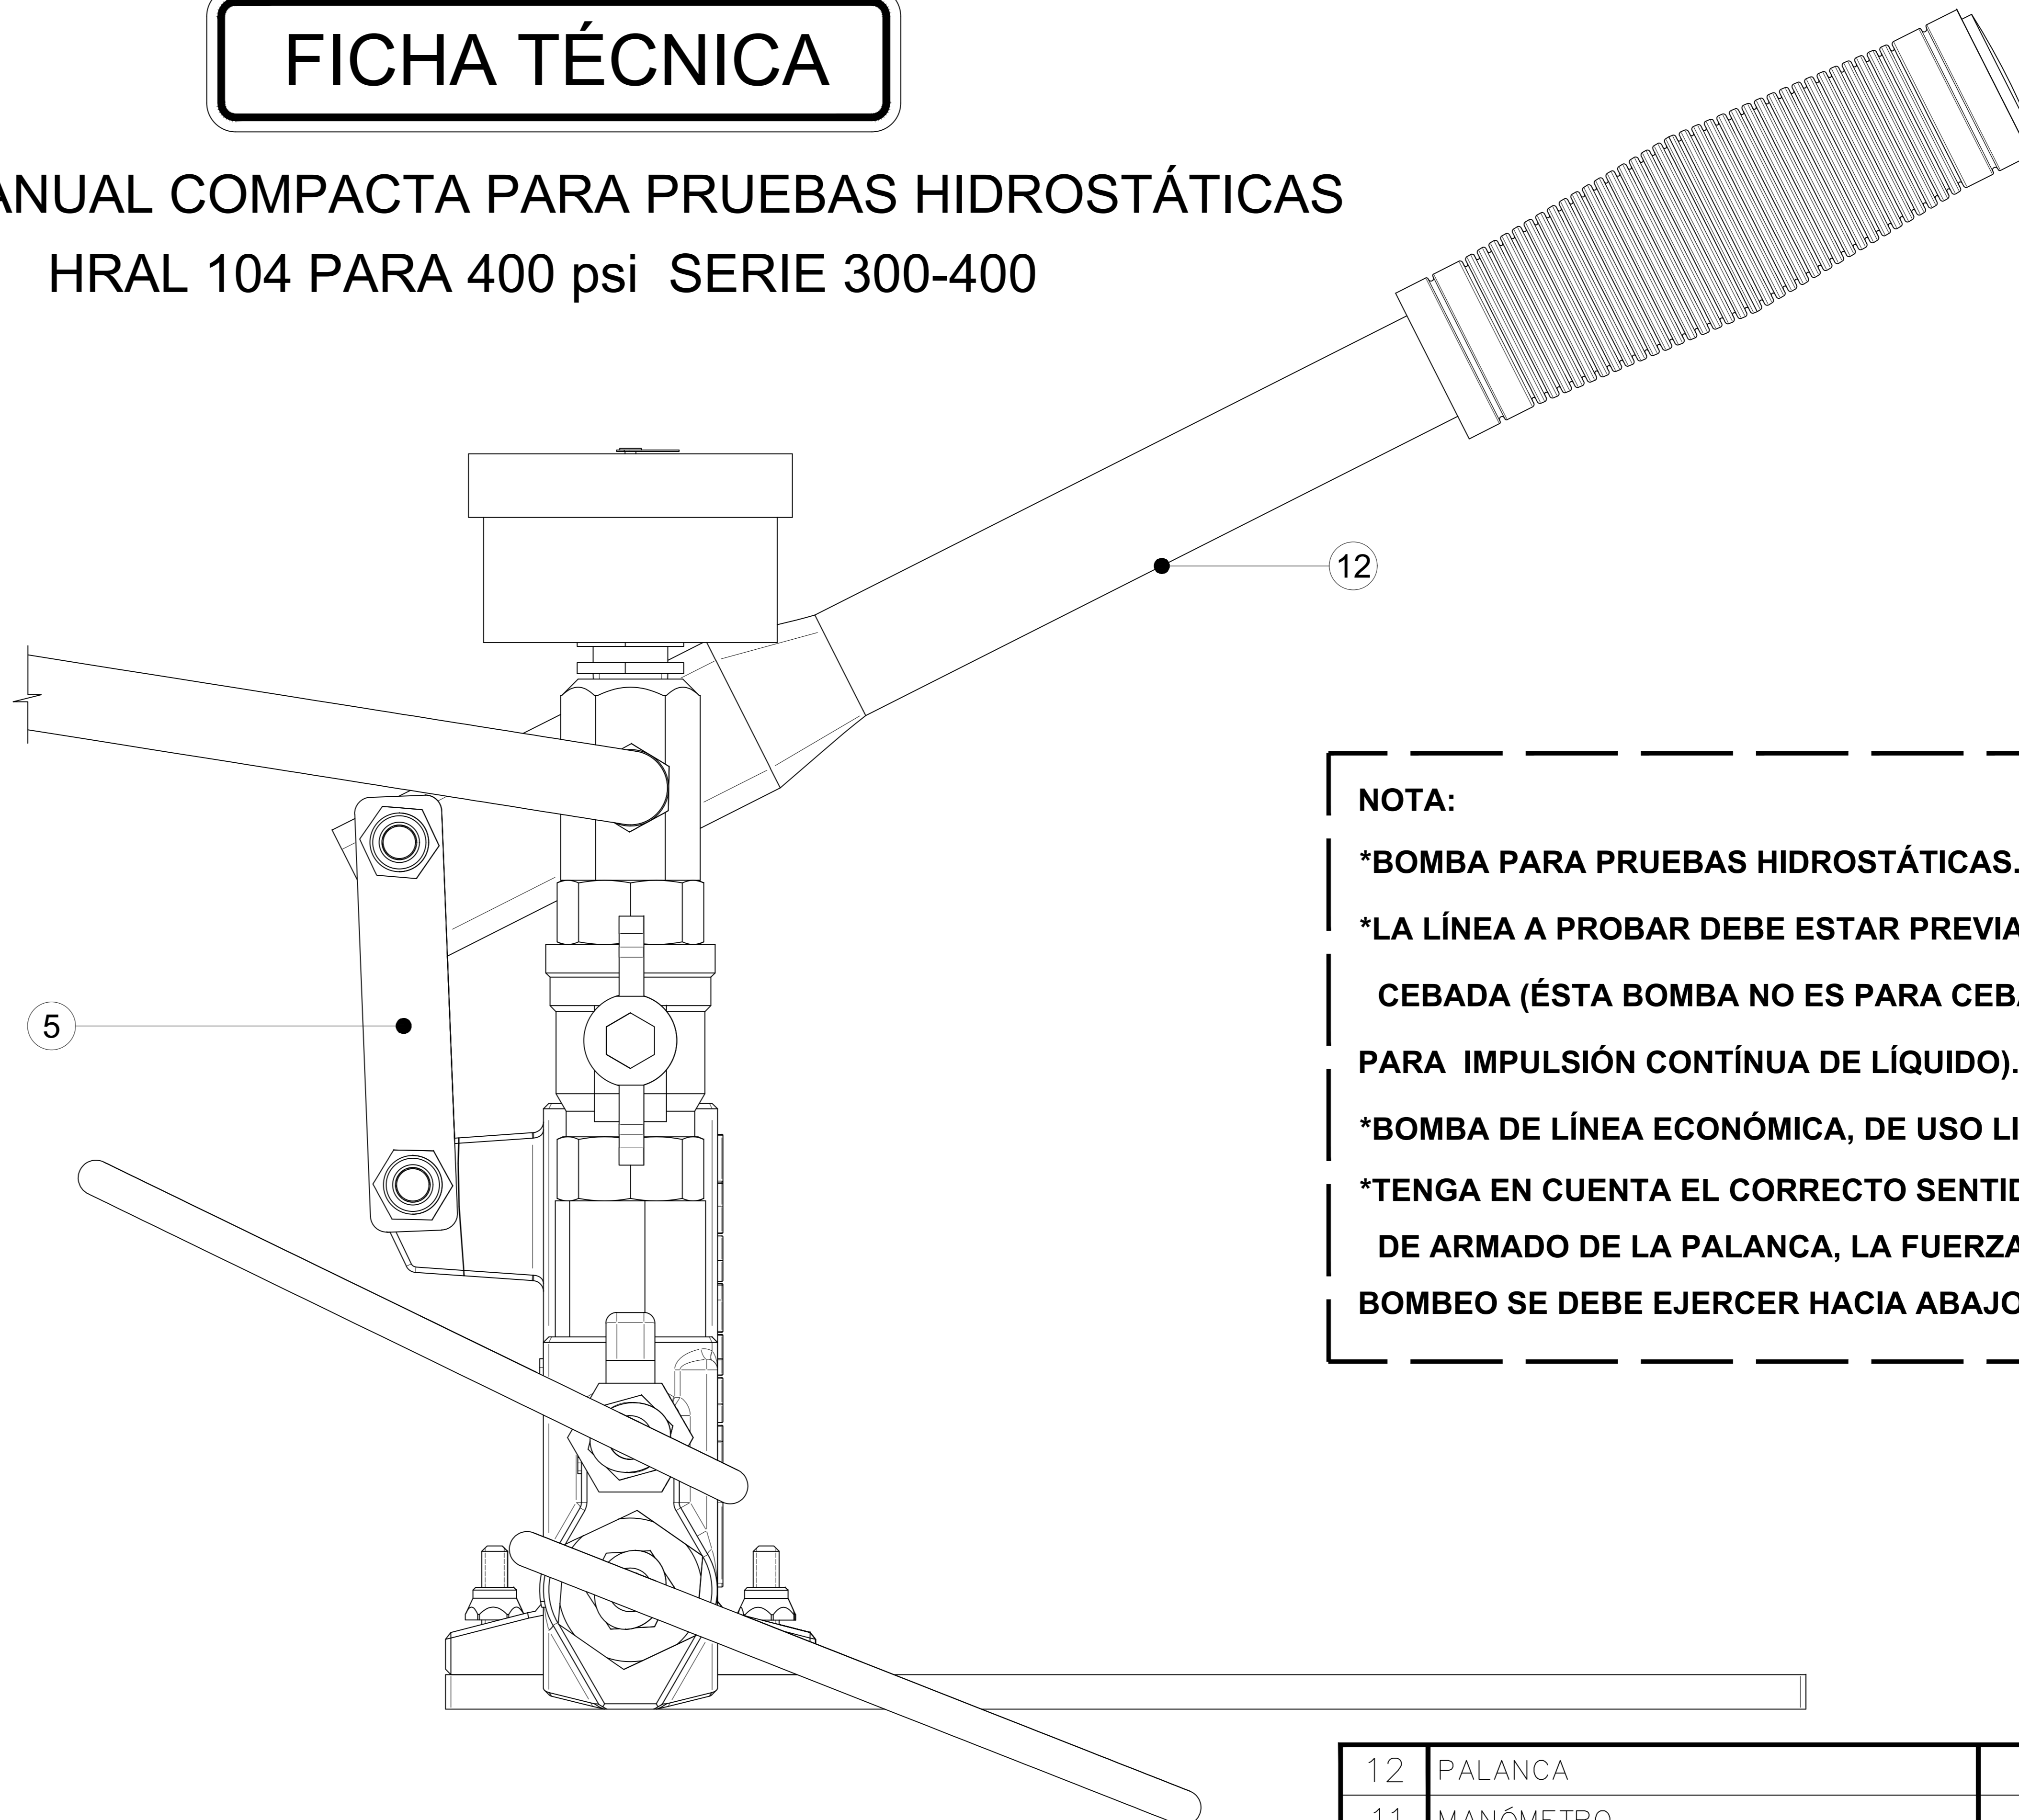 FICHA TÉCNICA
ANUAL COMPACTA PARA PRUEBAS HIDROSTÁTICAS
HRAL 104 PARA 400 psi SERIE 300-400
12
5
NOTA:
*BOMBA PARA PRUEBAS HIDROSTÁTICAS.
*LA LÍNEA A PROBAR DEBE ESTAR PREVIA
CEBADA (ÉSTA BOMBA NO ES PARA CEBA
PARA IMPULSIÓN CONTÍNUA DE LÍQUIDO).
*BOMBA DE LÍNEA ECONÓMICA, DE USO LI
*TENGA EN CUENTA EL CORRECTO SENTID
DE ARMADO DE LA PALANCA, LA FUERZA
BOMBEO SE DEBE EJERCER HACIA ABAJO
12 PALANCA
11 MANÓMETRO